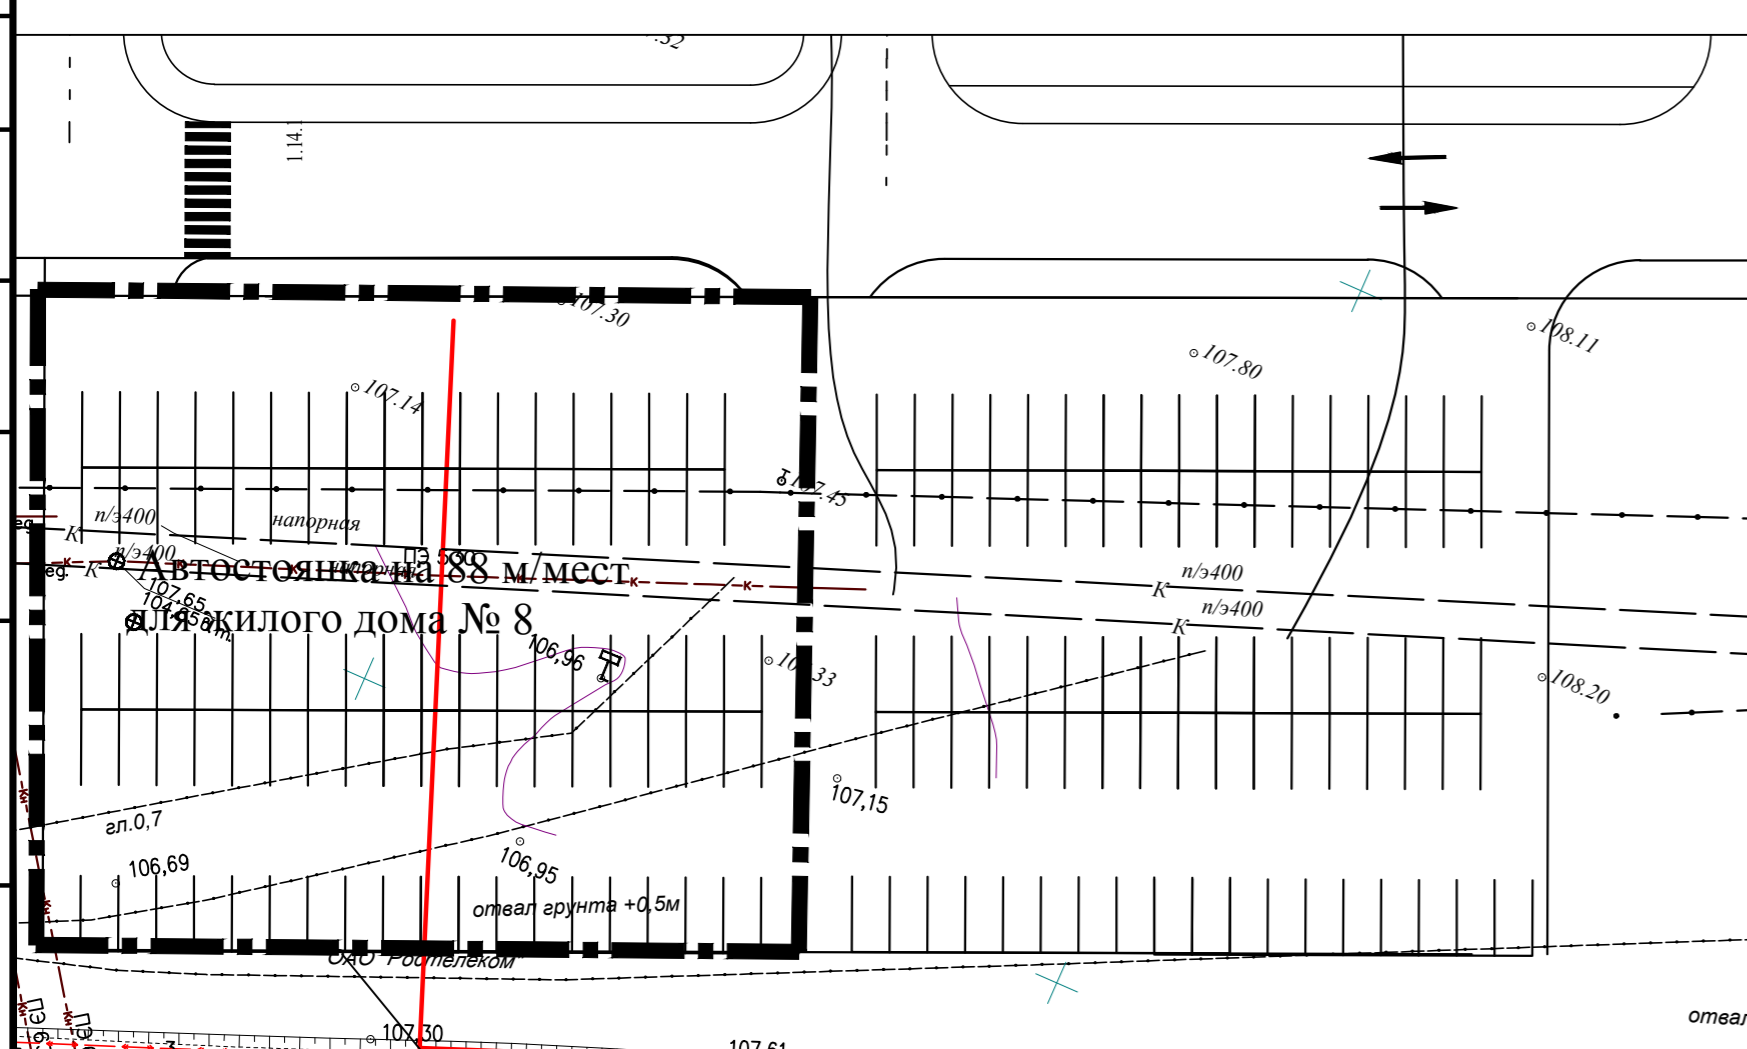 1.14.1
107.30
108.11
107.80
107.14
107.45
п/э400
напорная
К
п/э400
К
ПЭ
Автостоянка на 88 м/мест
для жилого дома № 8
107,65
п/э400
К
п/э400
К
106,96
108.20
107,15
гл.0,7
106,69
106,95
отвал грунта +0,5м
ОАО "Ростелеком"
107,30
107,61
отвал